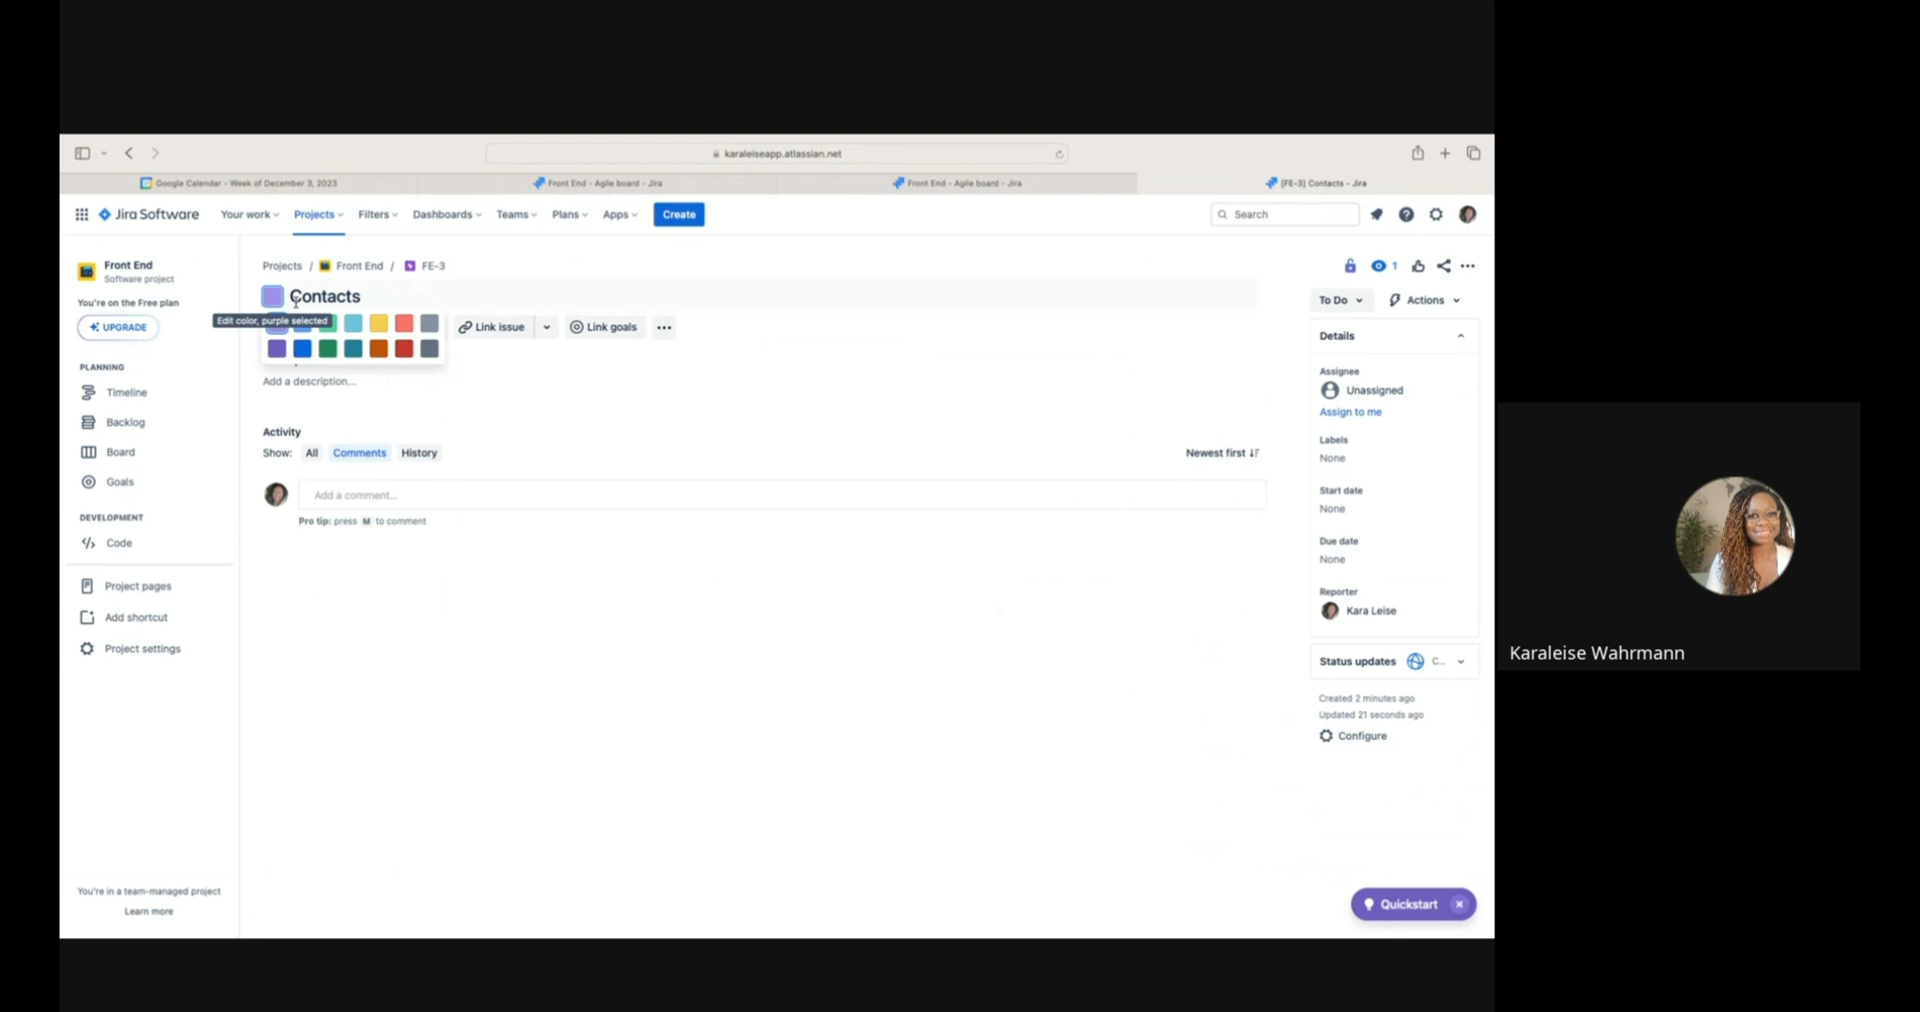 karaleiseapp.atlassian.net
Google Calendar - Week of December 3, 2023
Front End - Agile board - Jira
Front End - Agile board - Jira
[FE-3] Contacts - Jira
Jira Software
Your work
Projects
Filters
Dashboards
Teams
Plans
Apps
Create
Search
Front End
Software project
You're on the Free plan
UPGRADE
PLANNING
Timeline
Backlog
Board
Goals
DEVELOPMENT
Code
Project pages
Add shortcut
Project settings
You're in a team-managed project
Learn more
Projects / Front End / FE-3
Contacts
Edit color, purple selected
Link issue
Link goals
Add a description...
Activity
Show: All Comments History
Newest first
Add a comment...
Pro tip: press M to comment
1
To Do
Actions
Details
Assignee
Unassigned
Assign to me
Labels
None
Start date
None
Due date
None
Reporter
Kara Leise
Status updates C...
Created 2 minutes ago
Updated 21 seconds ago
Configure
Quickstart
Karaleise Wahrmann